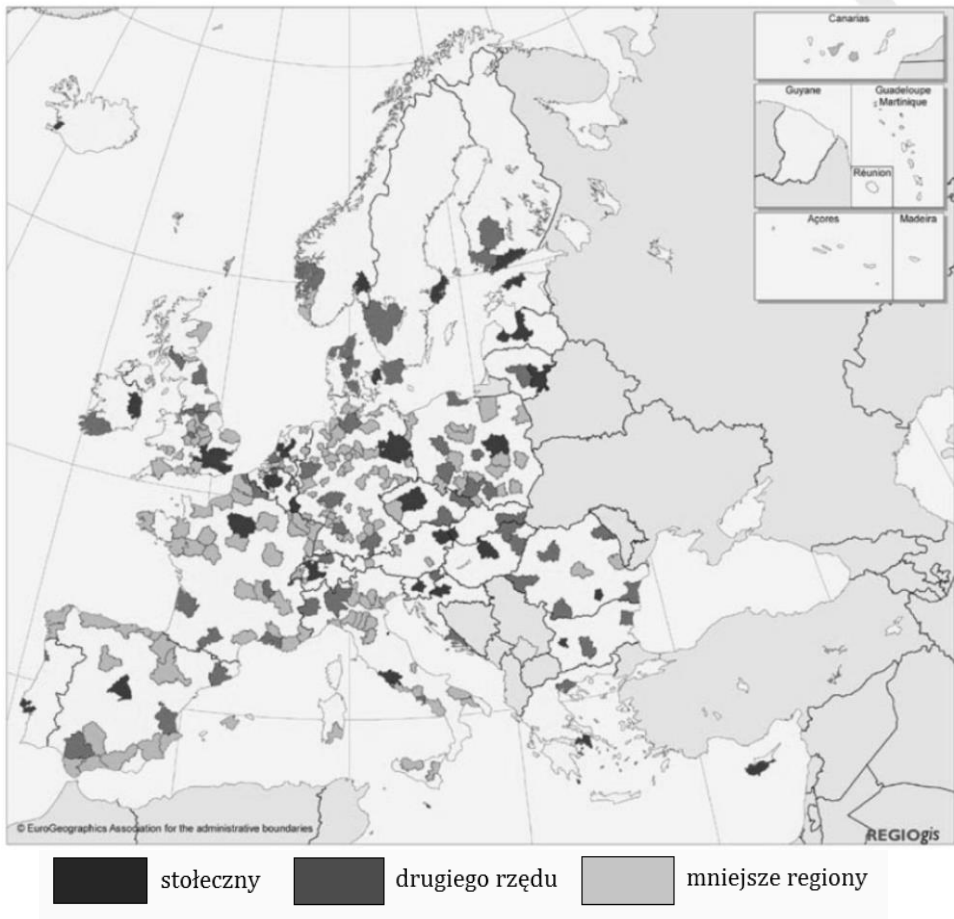 Canarias
Guyane
Guadeloupe
Martinique
Réunion
Açores
Madeira
© EuroGeographics Association for the administrative boundaries
REGIOgis
stołeczny
drugiego rzędu
mniejsze regiony